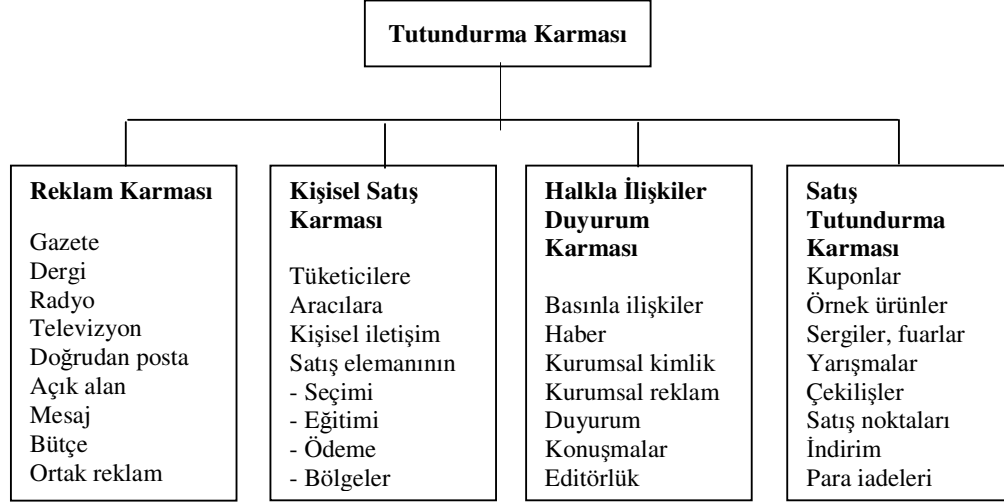 Tutundurma Karması
Reklam Karması
Gazete
Dergi
Radyo
Televizyon
Doğrudan posta
Açık alan
Mesaj
Bütçe
Ortak reklam
Kişisel Satış
Karması
Tüketicilere
Aracılara
Kişisel iletişim
Satış elemanının
- Seçimi
- Eğitimi
- Ödeme
- Bölgeler
Halkla İlişkiler
Duyurum
Karması
Basınla ilişkiler
Haber
Kurumsal kimlik
Kurumsal reklam
Duyurum
Konuşmalar
Editörlük
Satış
Tutundurma
Karması
Kuponlar
Örnek ürünler
Sergiler, fuarlar
Yarışmalar
Çekilişler
Satış noktaları
İndirim
Para iadeleri